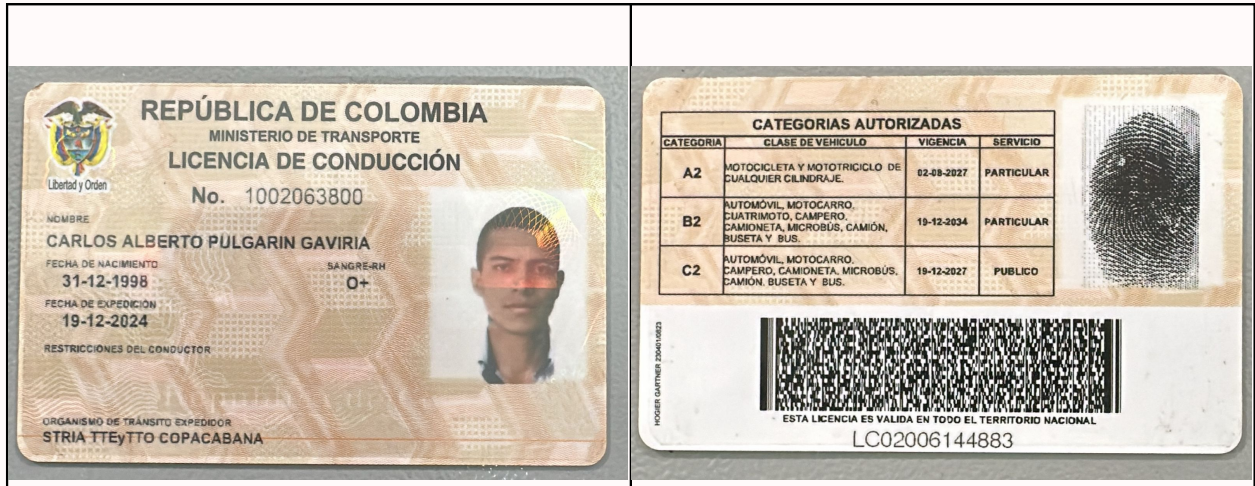 REPÚBLICA DE COLOMBIA
MINISTERIO DE TRANSPORTE
LICENCIA DE CONDUCCIÓN
Libertad y Orden
No. 1002063800
NOMBRE
CARLOS ALBERTO PULGARIN GAVIRIA
FECHA DE NACIMIENTO
SANGRE-RH
31-12-1998
O+
FECHA DE EXPEDICIÓN
19-12-2024
RESTRICCIONES DEL CONDUCTOR
ORGANISMO DE TRÁNSITO EXPEDIDOR
STRIA TTEyTTO COPACABANA
CATEGORIAS AUTORIZADAS
CATEGORIA CLASE DE VEHICULO VIGENCIA SERVICIO
A2 MOTOCICLETA Y MOTOTRICICLO DE CUALQUIER CILINDRAJE. 02-08-2027 PARTICULAR
B2 AUTOMÓVIL, MOTOCARRO, CUATRIMOTO, CAMPERO, CAMIONETA, MICROBÚS, CAMIÓN, BUSETA Y BUS. 19-12-2034 PARTICULAR
C2 AUTOMÓVIL, MOTOCARRO, CAMPERO, CAMIONETA, MICROBÚS, CAMIÓN, BUSETA Y BUS. 19-12-2027 PUBLICO
HOGIER GARTNER 230401/0823
ESTA LICENCIA ES VALIDA EN TODO EL TERRITORIO NACIONAL
LC02006144883